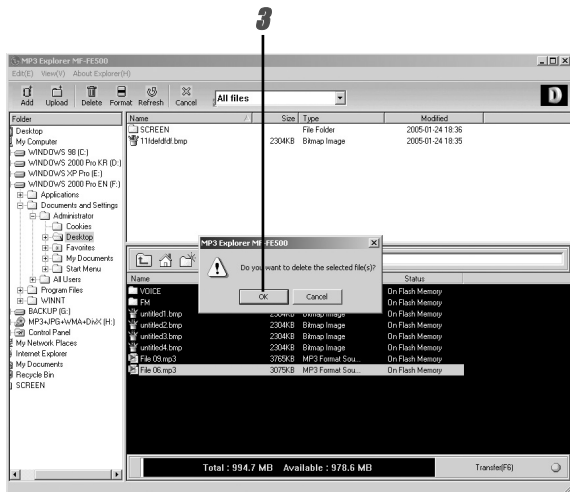 3
MP3 Explorer MF-FE500
Edit(E) View(V) About Explorer(H)
Add Upload Delete Format Refresh Cancel All files D
Folder
Desktop
My Computer
WINDOWS 98 (C:)
WINDOWS 2000 Pro KR (D:)
WINDOWS XP Pro (E:)
WINDOWS 2000 Pro EN (F:)
Applications
Documents and Settings
Administrator
Cookies
Desktop
Favorites
My Documents
Start Menu
All Users
Program Files
WINNT
BACKUP (G:)
MP3+JPG+WMA+DivX (H:)
Control Panel
My Network Places
Internet Explorer
My Documents
Recycle Bin
SCREEN
Name Size Type Modified
SCREEN File Folder 2005-01-24 18:36
2304KB Bitmap Image 2005-01-24 18:35
MP3 Explorer MF-FE500
Do you want to delete the selected file(s)?
OK Cancel
Name Status
VOICE On Flash Memory
FM On Flash Memory
untitled1.bmp 2304KB Bitmap Image On Flash Memory
untitled2.bmp 2304KB Bitmap Image On Flash Memory
untitled3.bmp 2304KB Bitmap Image On Flash Memory
untitled4.bmp 2304KB Bitmap Image On Flash Memory
File 09.mp3 3765KB MP3 Format Sou... On Flash Memory
File 06.mp3 3075KB MP3 Format Sou... On Flash Memory
Total : 994.7 MB Available : 978.6 MB Transfer(F6)